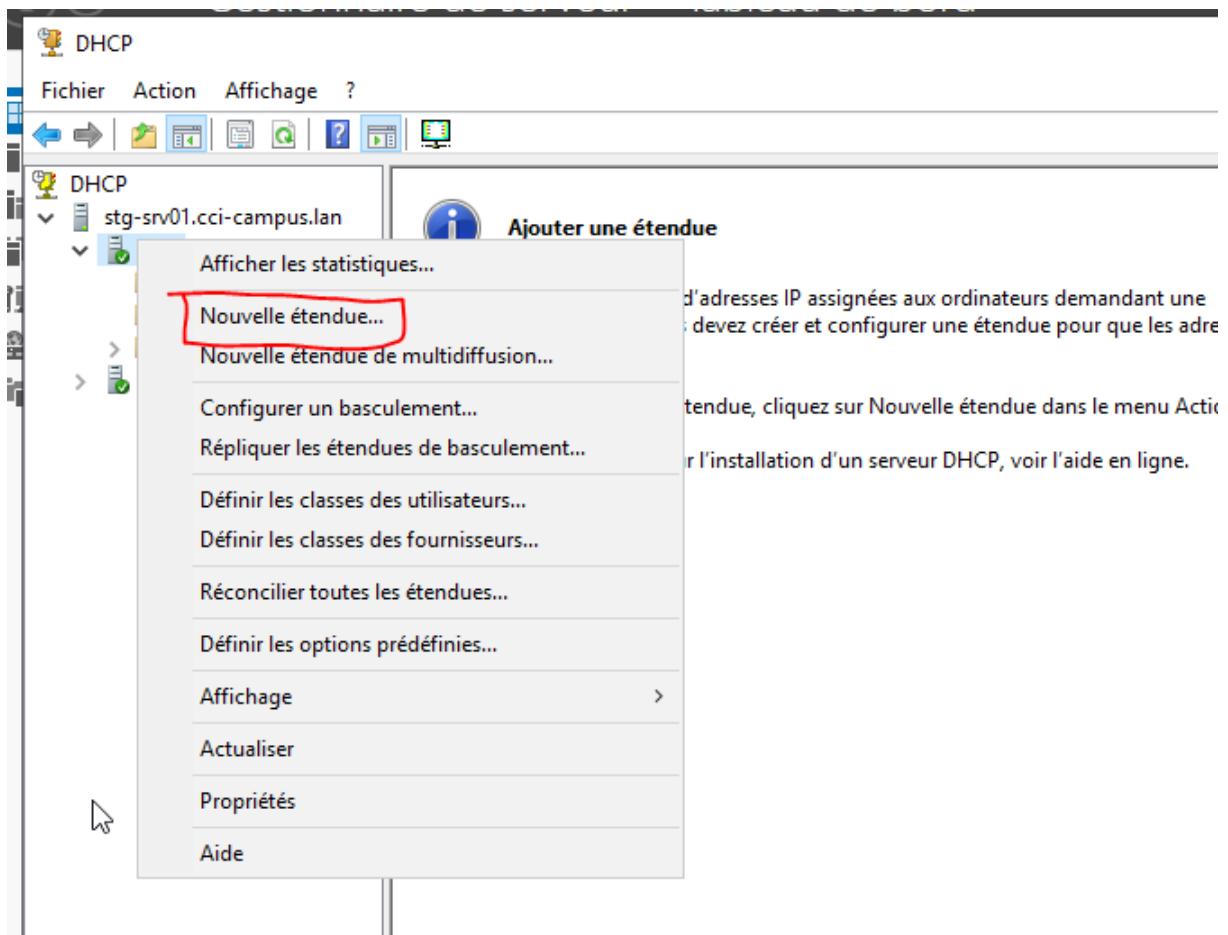 DHCP
Fichier Action Affichage ?
DHCP
stg-srv01.cci-campus.lan
Ajouter une étendue
Afficher les statistiques...
Nouvelle étendue...
Nouvelle étendue de multidiffusion...
Configurer un basculement...
Répliquer les étendues de basculement...
Définir les classes des utilisateurs...
Définir les classes des fournisseurs...
Réconcilier toutes les étendues...
Définir les options prédéfinies...
Affichage
Actualiser
Propriétés
Aide
d'adresses IP assignées aux ordinateurs demandant une
devez créer et configurer une étendue pour que les adre
tendue, cliquez sur Nouvelle étendue dans le menu Actio
r l'installation d'un serveur DHCP, voir l'aide en ligne.